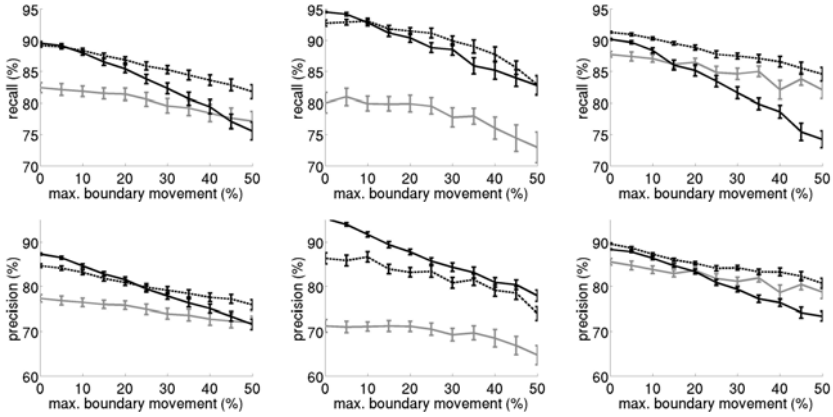 95 95 95
90 90 90
85 85 85
80 80 80
75 75 75
70 70 70
recall (%) recall (%) recall (%)
0 10 20 30 40 50 0 10 20 30 40 50 0 10 20 30 40 50
max. boundary movement (%) max. boundary movement (%) max. boundary movement (%)
90 90 90
80 80 80
70 70 70
60 60 60
precision (%) precision (%) precision (%)
0 10 20 30 40 50 0 10 20 30 40 50 0 10 20 30 40 50
max. boundary movement (%) max. boundary movement (%) max. boundary movement (%)